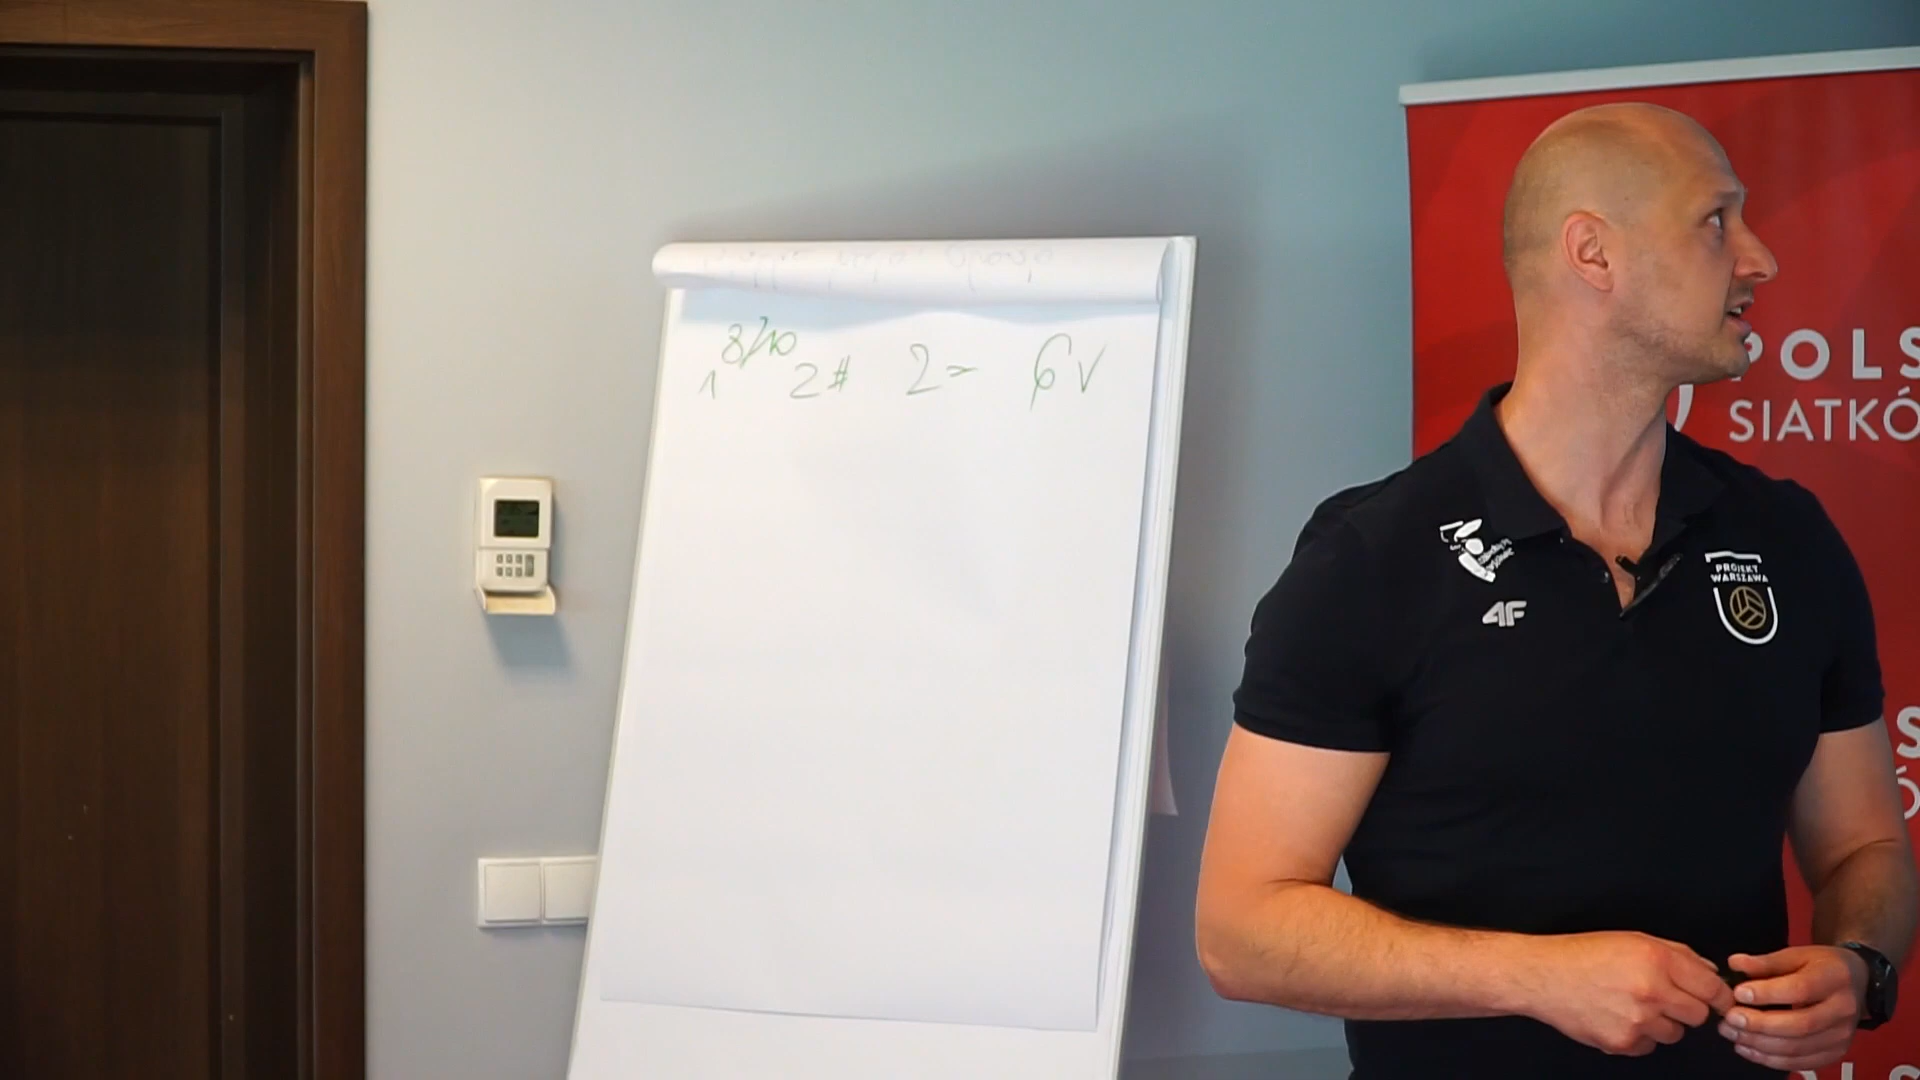 8/10
1 2# 2= 6V
POLS
SIATKÓ
PROJEKT
WARSZAWA
4F
S
Ó